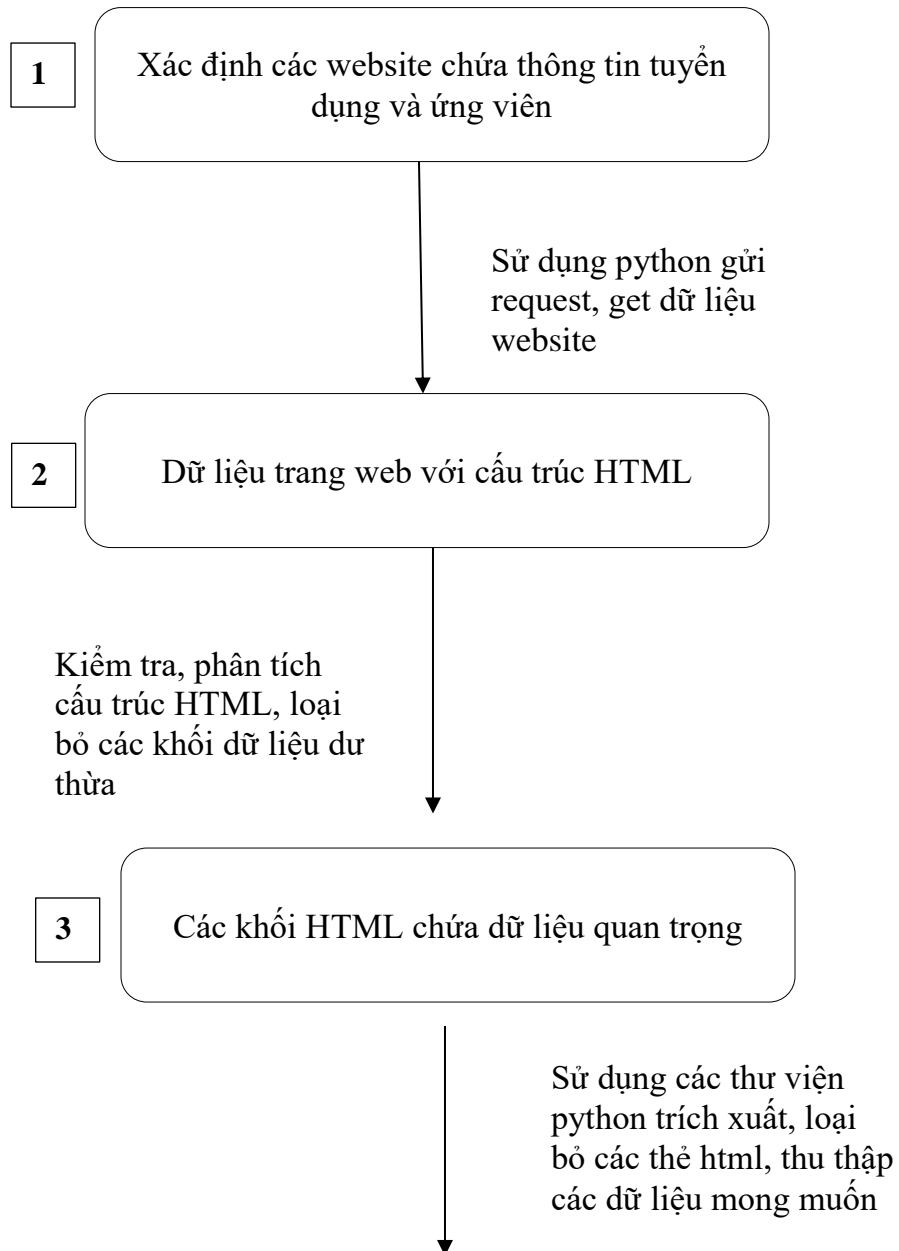 1
Xác định các website chứa thông tin tuyển
dụng và ứng viên
Sử dụng python gửi
request, get dữ liệu
website
2
Dữ liệu trang web với cấu trúc HTML
Kiểm tra, phân tích
cấu trúc HTML, loại
bỏ các khối dữ liệu dư
thừa
3
Các khối HTML chứa dữ liệu quan trọng
Sử dụng các thư viện
python trích xuất, loại
bỏ các thẻ html, thu thập
các dữ liệu mong muốn